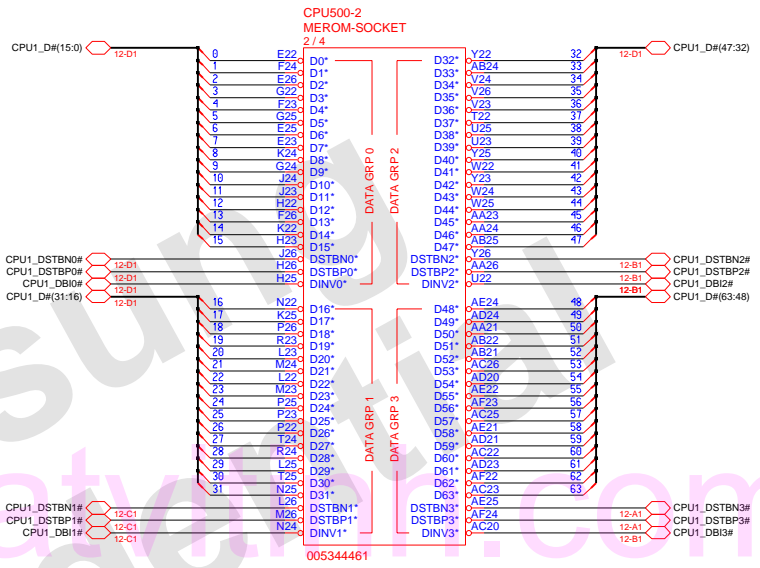 CPU500-2
MEROM-SOCKET
2 / 4
CPU1_D#(15:0) 12-D1 12-D1 CPU1_D#(47:32)
0 E22 D0* D32* Y22 32
1 F24 D1* D33* AB24 33
2 E26 D2* D34* V24 34
3 G22 D3* D35* V26 35
4 F23 D4* D36* V23 36
5 G25 D5* D37* T22 37
6 E25 D6* D38* U25 38
7 E23 D7* D39* U23 39
8 K24 D8* D40* Y25 40
9 G24 D9* D41* W22 41
10 J24 D10* D42* Y23 42
11 J23 D11* D43* W24 43
12 H22 D12* D44* W25 44
13 F26 D13* D45* AA23 45
14 K22 D14* D46* AA24 46
15 H23 D15* D47* AB25 47
DATA GRP 0
DATA GRP 2
CPU1_DSTBN0# 12-D1 J26 DSTBN0* DSTBN2* Y26 12-B1 CPU1_DSTBN2#
CPU1_DSTBP0# 12-D1 H26 DSTBP0* DSTBP2* AA26 12-B1 CPU1_DSTBP2#
CPU1_DBI0# 12-D1 H25 DINV0* DINV2* U22 12-B1 CPU1_DBI2#
CPU1_D#(31:16) 12-D1 12-B1 CPU1_D#(63:48)
16 N22 D16* D48* AE24 48
17 K25 D17* D49* AD24 49
18 P26 D18* D50* AA21 50
19 R23 D19* D51* AB22 51
20 L23 D20* D52* AB21 52
21 M24 D21* D53* AC26 53
22 L22 D22* D54* AD20 54
23 M23 D23* D55* AE22 55
24 P25 D24* D56* AF23 56
25 P23 D25* D57* AC25 57
26 P22 D26* D58* AE21 58
27 T24 D27* D59* AD21 59
28 R24 D28* D60* AC22 60
29 L25 D29* D61* AD23 61
30 T25 D30* D62* AF22 62
31 N25 D31* D63* AC23 63
DATA GRP 1
DATA GRP 3
CPU1_DSTBN1# 12-C1 L26 DSTBN1* DSTBN3* AE25 12-A1 CPU1_DSTBN3#
CPU1_DSTBP1# 12-C1 M26 DSTBP1* DSTBP3* AF24 12-A1 CPU1_DSTBP3#
CPU1_DBI1# 12-C1 N24 DINV1* DINV3* AC20 12-B1 CPU1_DBI3#
005344461